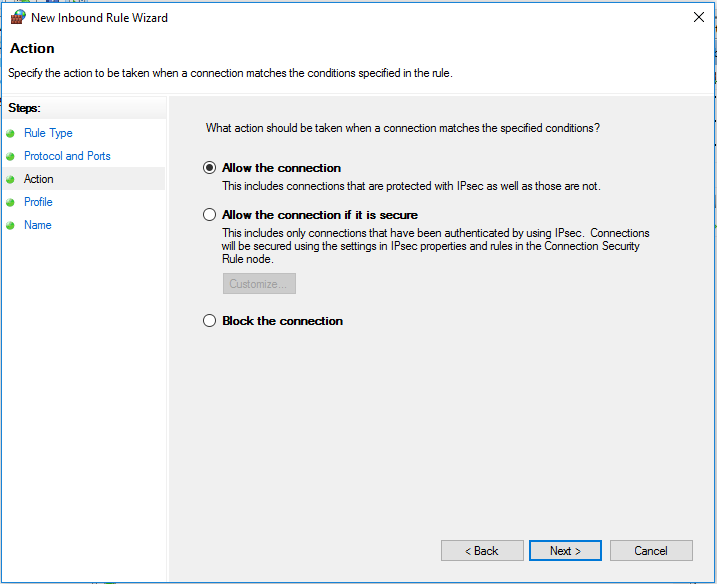 New Inbound Rule Wizard
Action
Specify the action to be taken when a connection matches the conditions specified in the rule.
Steps:
Rule Type
Protocol and Ports
Action
Profile
Name
What action should be taken when a connection matches the specified conditions?
Allow the connection
This includes connections that are protected with IPsec as well as those are not.
Allow the connection if it is secure
This includes only connections that have been authenticated by using IPsec. Connections
will be secured using the settings in IPsec properties and rules in the Connection Security
Rule node.
Customize...
Block the connection
< Back
Next >
Cancel